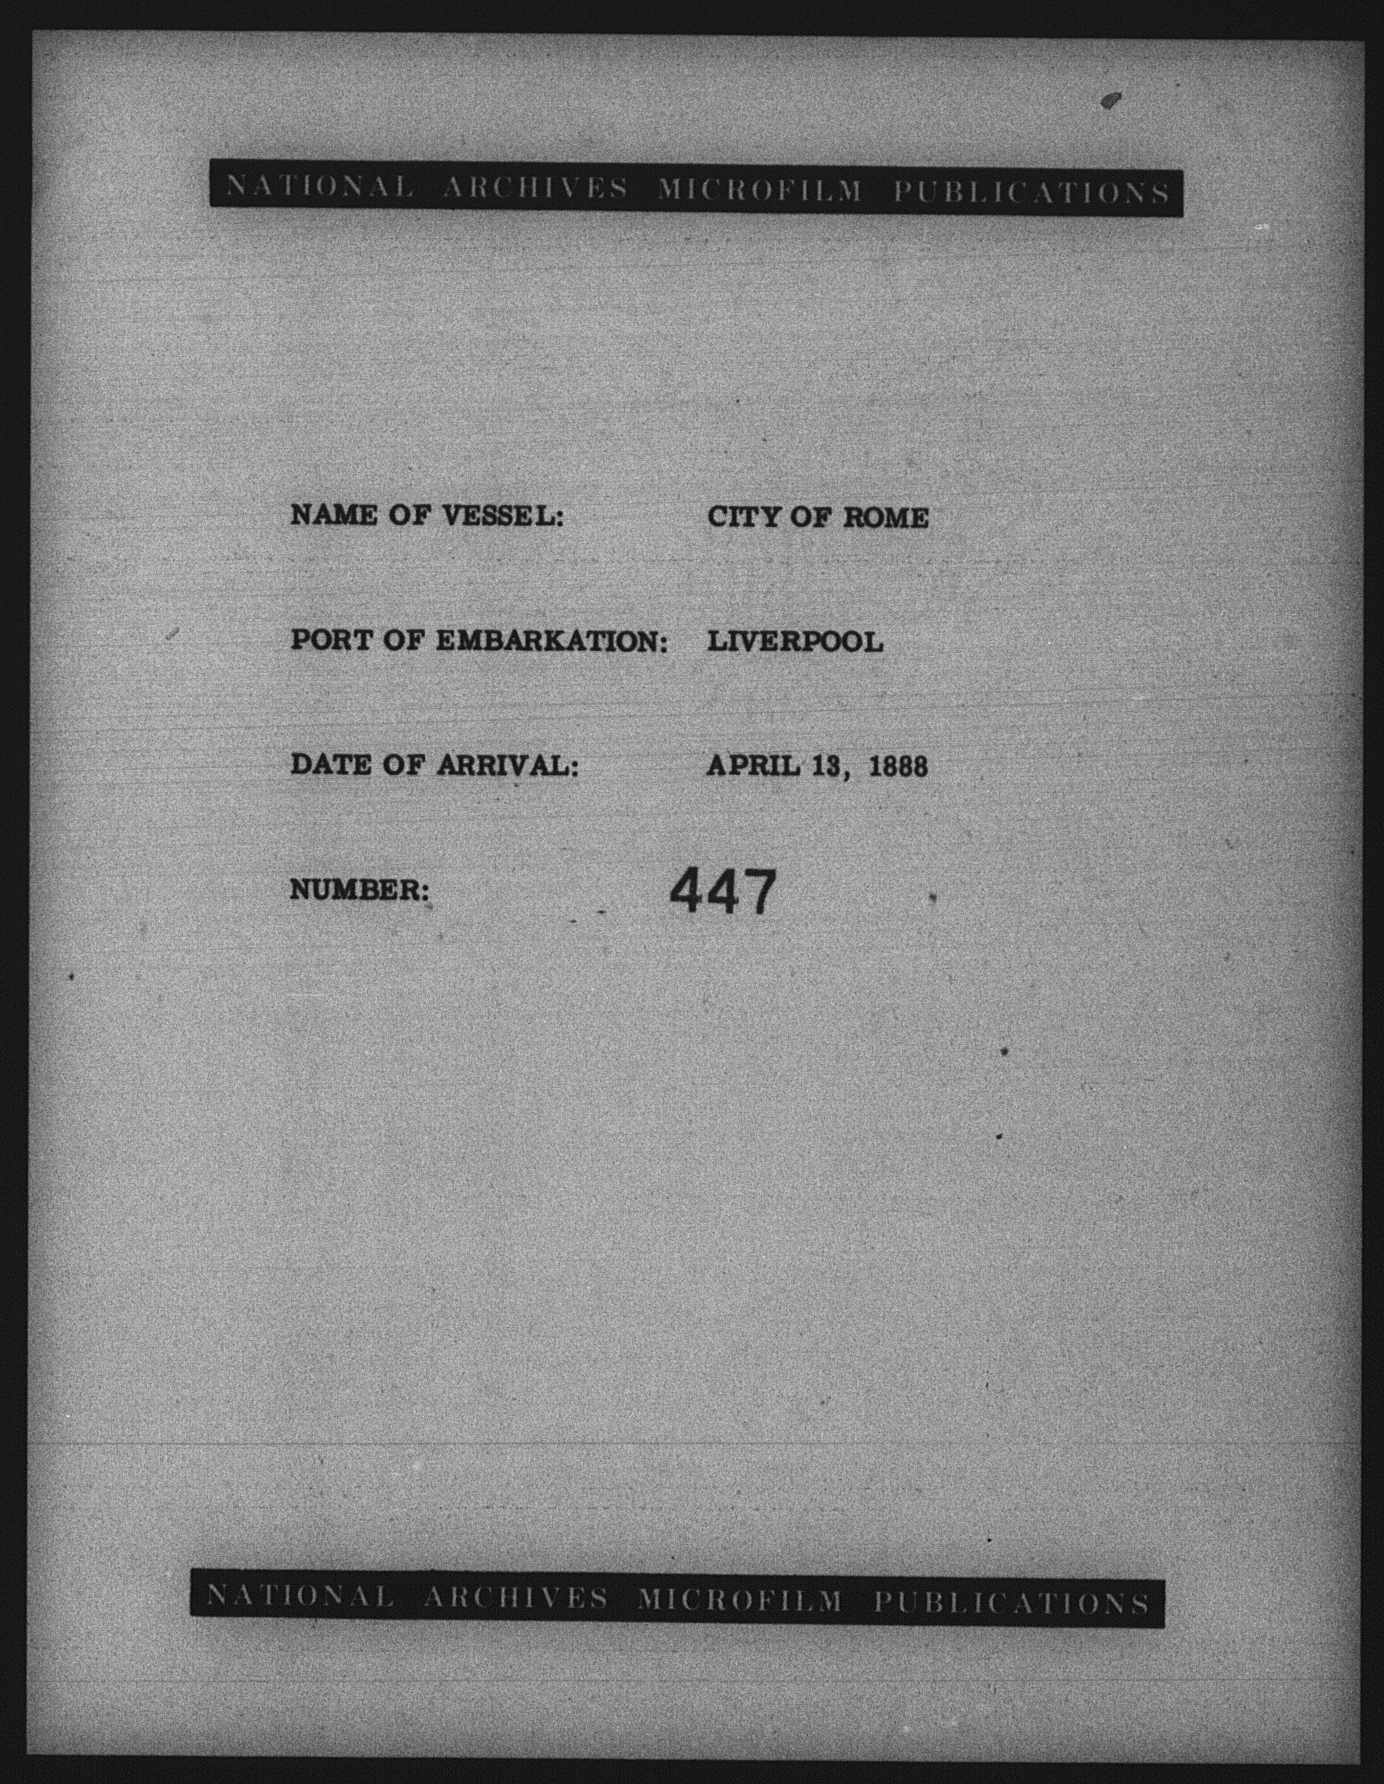 NATIONAL ARCHIVES MICROFILM PUBLICATIONS
NAME OF VESSEL: CITY OF ROME
PORT OF EMBARKATION: LIVERPOOL
DATE OF ARRIVAL: APRIL 13, 1888
NUMBER: 447
NATIONAL ARCHIVES MICROFILM PUBLICATIONS